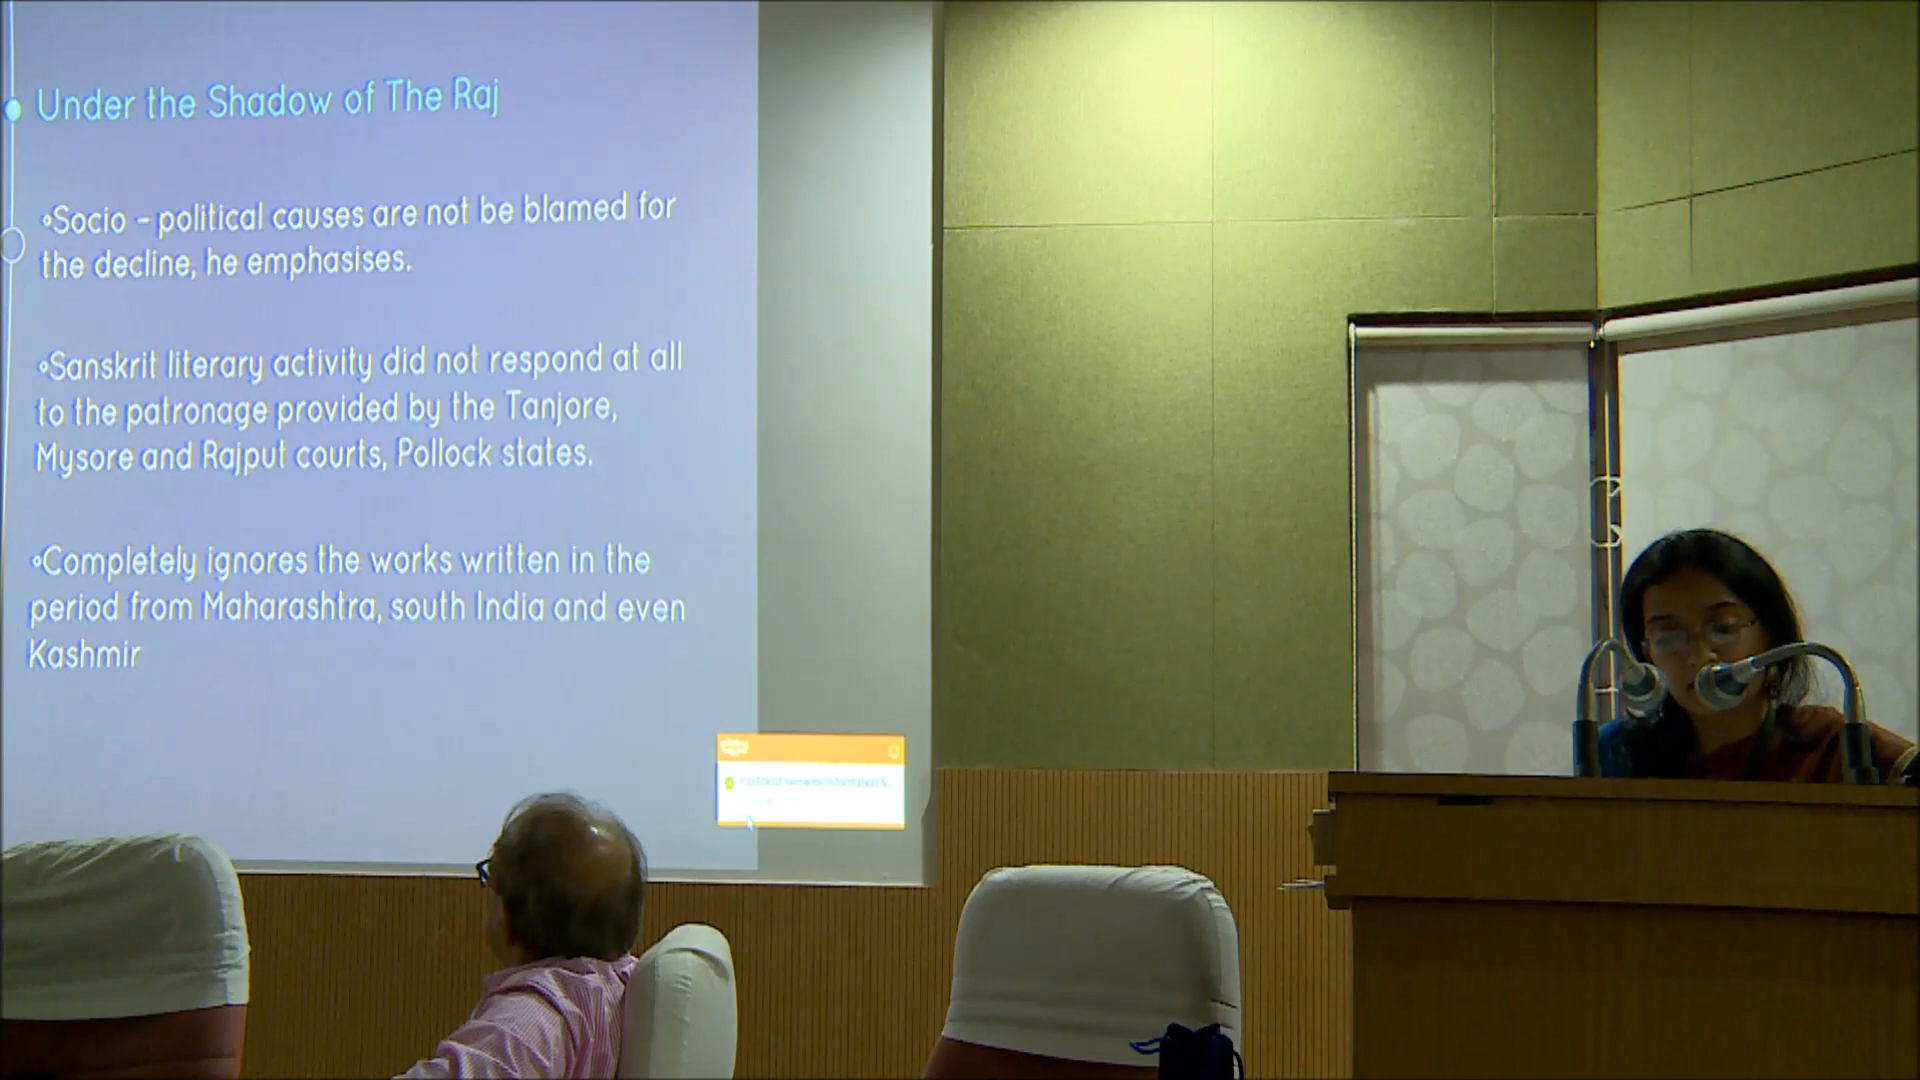 Under the Shadow of The Raj
Socio – political causes are not be blamed for
the decline, he emphasises.
Sanskrit literary activity did not respond at all
to the patronage provided by the Tanjore,
Mysore and Rajput courts, Pollock states.
Completely ignores the works written in the
period from Maharashtra, south India and even
Kashmir